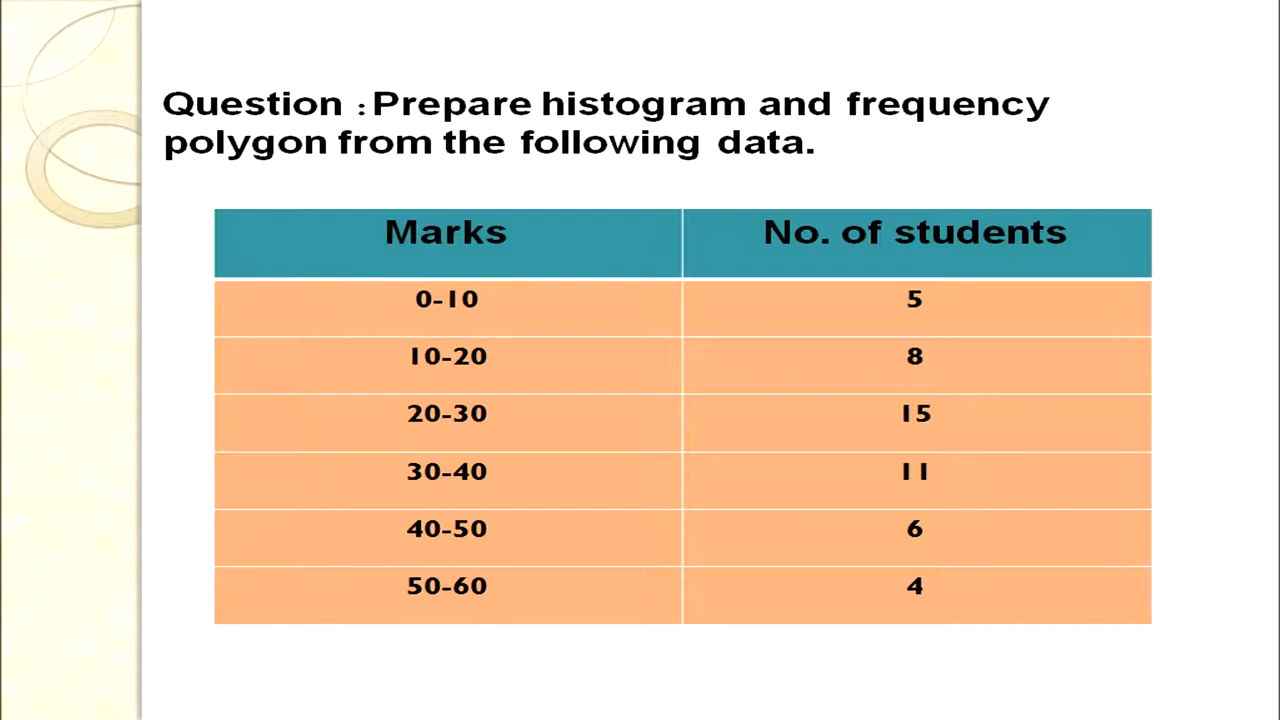 Question : Prepare histogram and frequency
polygon from the following data.
Marks No. of students
0-10 5
10-20 8
20-30 15
30-40 11
40-50 6
50-60 4